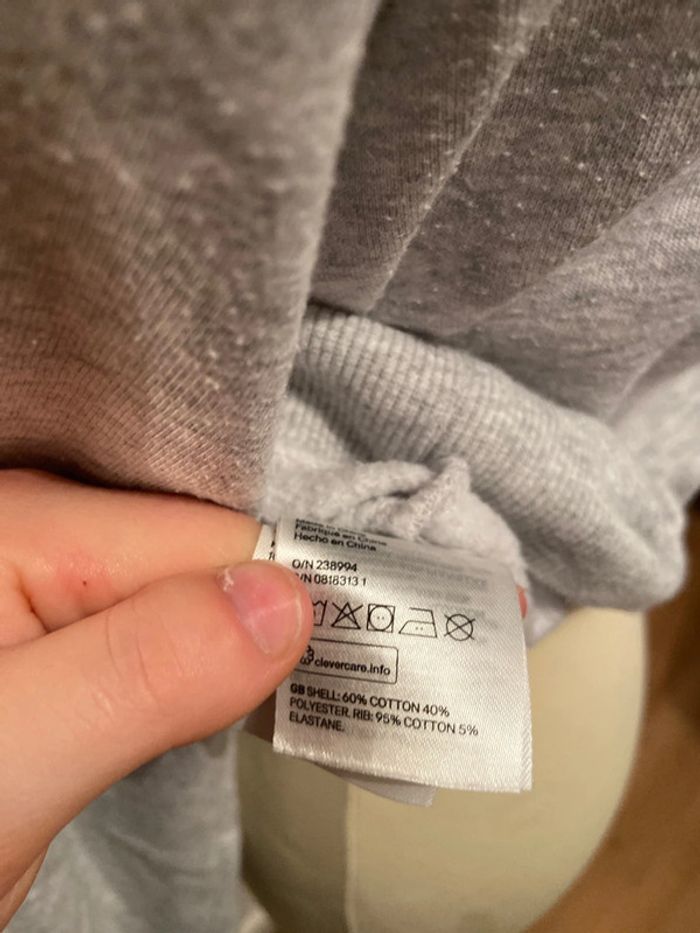 Fabrique en Chine
Hecho en China
O/N 238994
/N 0818313 1
clevercare.info
GB SHELL: 60% COTTON 40%
POLYESTER, RIB: 95% COTTON 5%
ELASTANE.